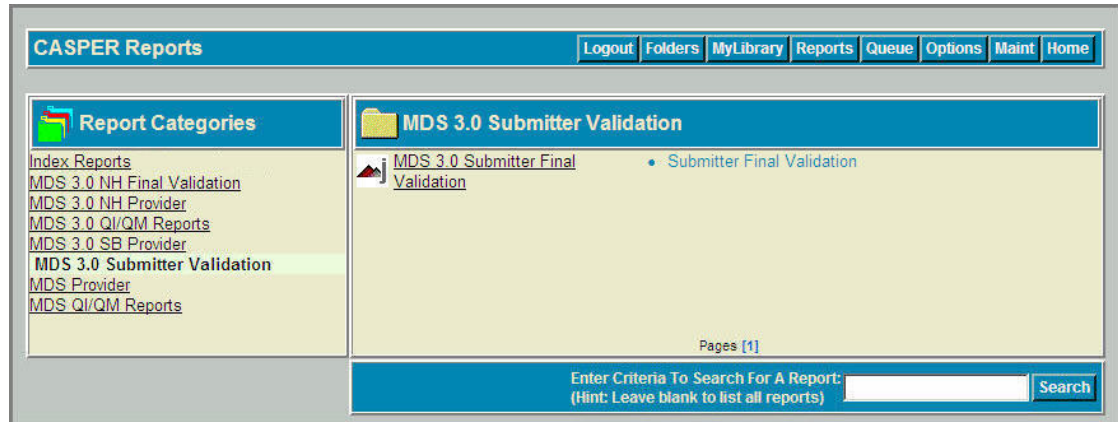 CASPER Reports
Logout Folders MyLibrary Reports Queue Options Maint Home
Report Categories
Index Reports
MDS 3.0 NH Final Validation
MDS 3.0 NH Provider
MDS 3.0 QI/QM Reports
MDS 3.0 SB Provider
MDS 3.0 Submitter Validation
MDS Provider
MDS QI/QM Reports
MDS 3.0 Submitter Validation
MDS 3.0 Submitter Final
Validation
• Submitter Final Validation
Pages [1]
Enter Criteria To Search For A Report:
(Hint: Leave blank to list all reports)
Search